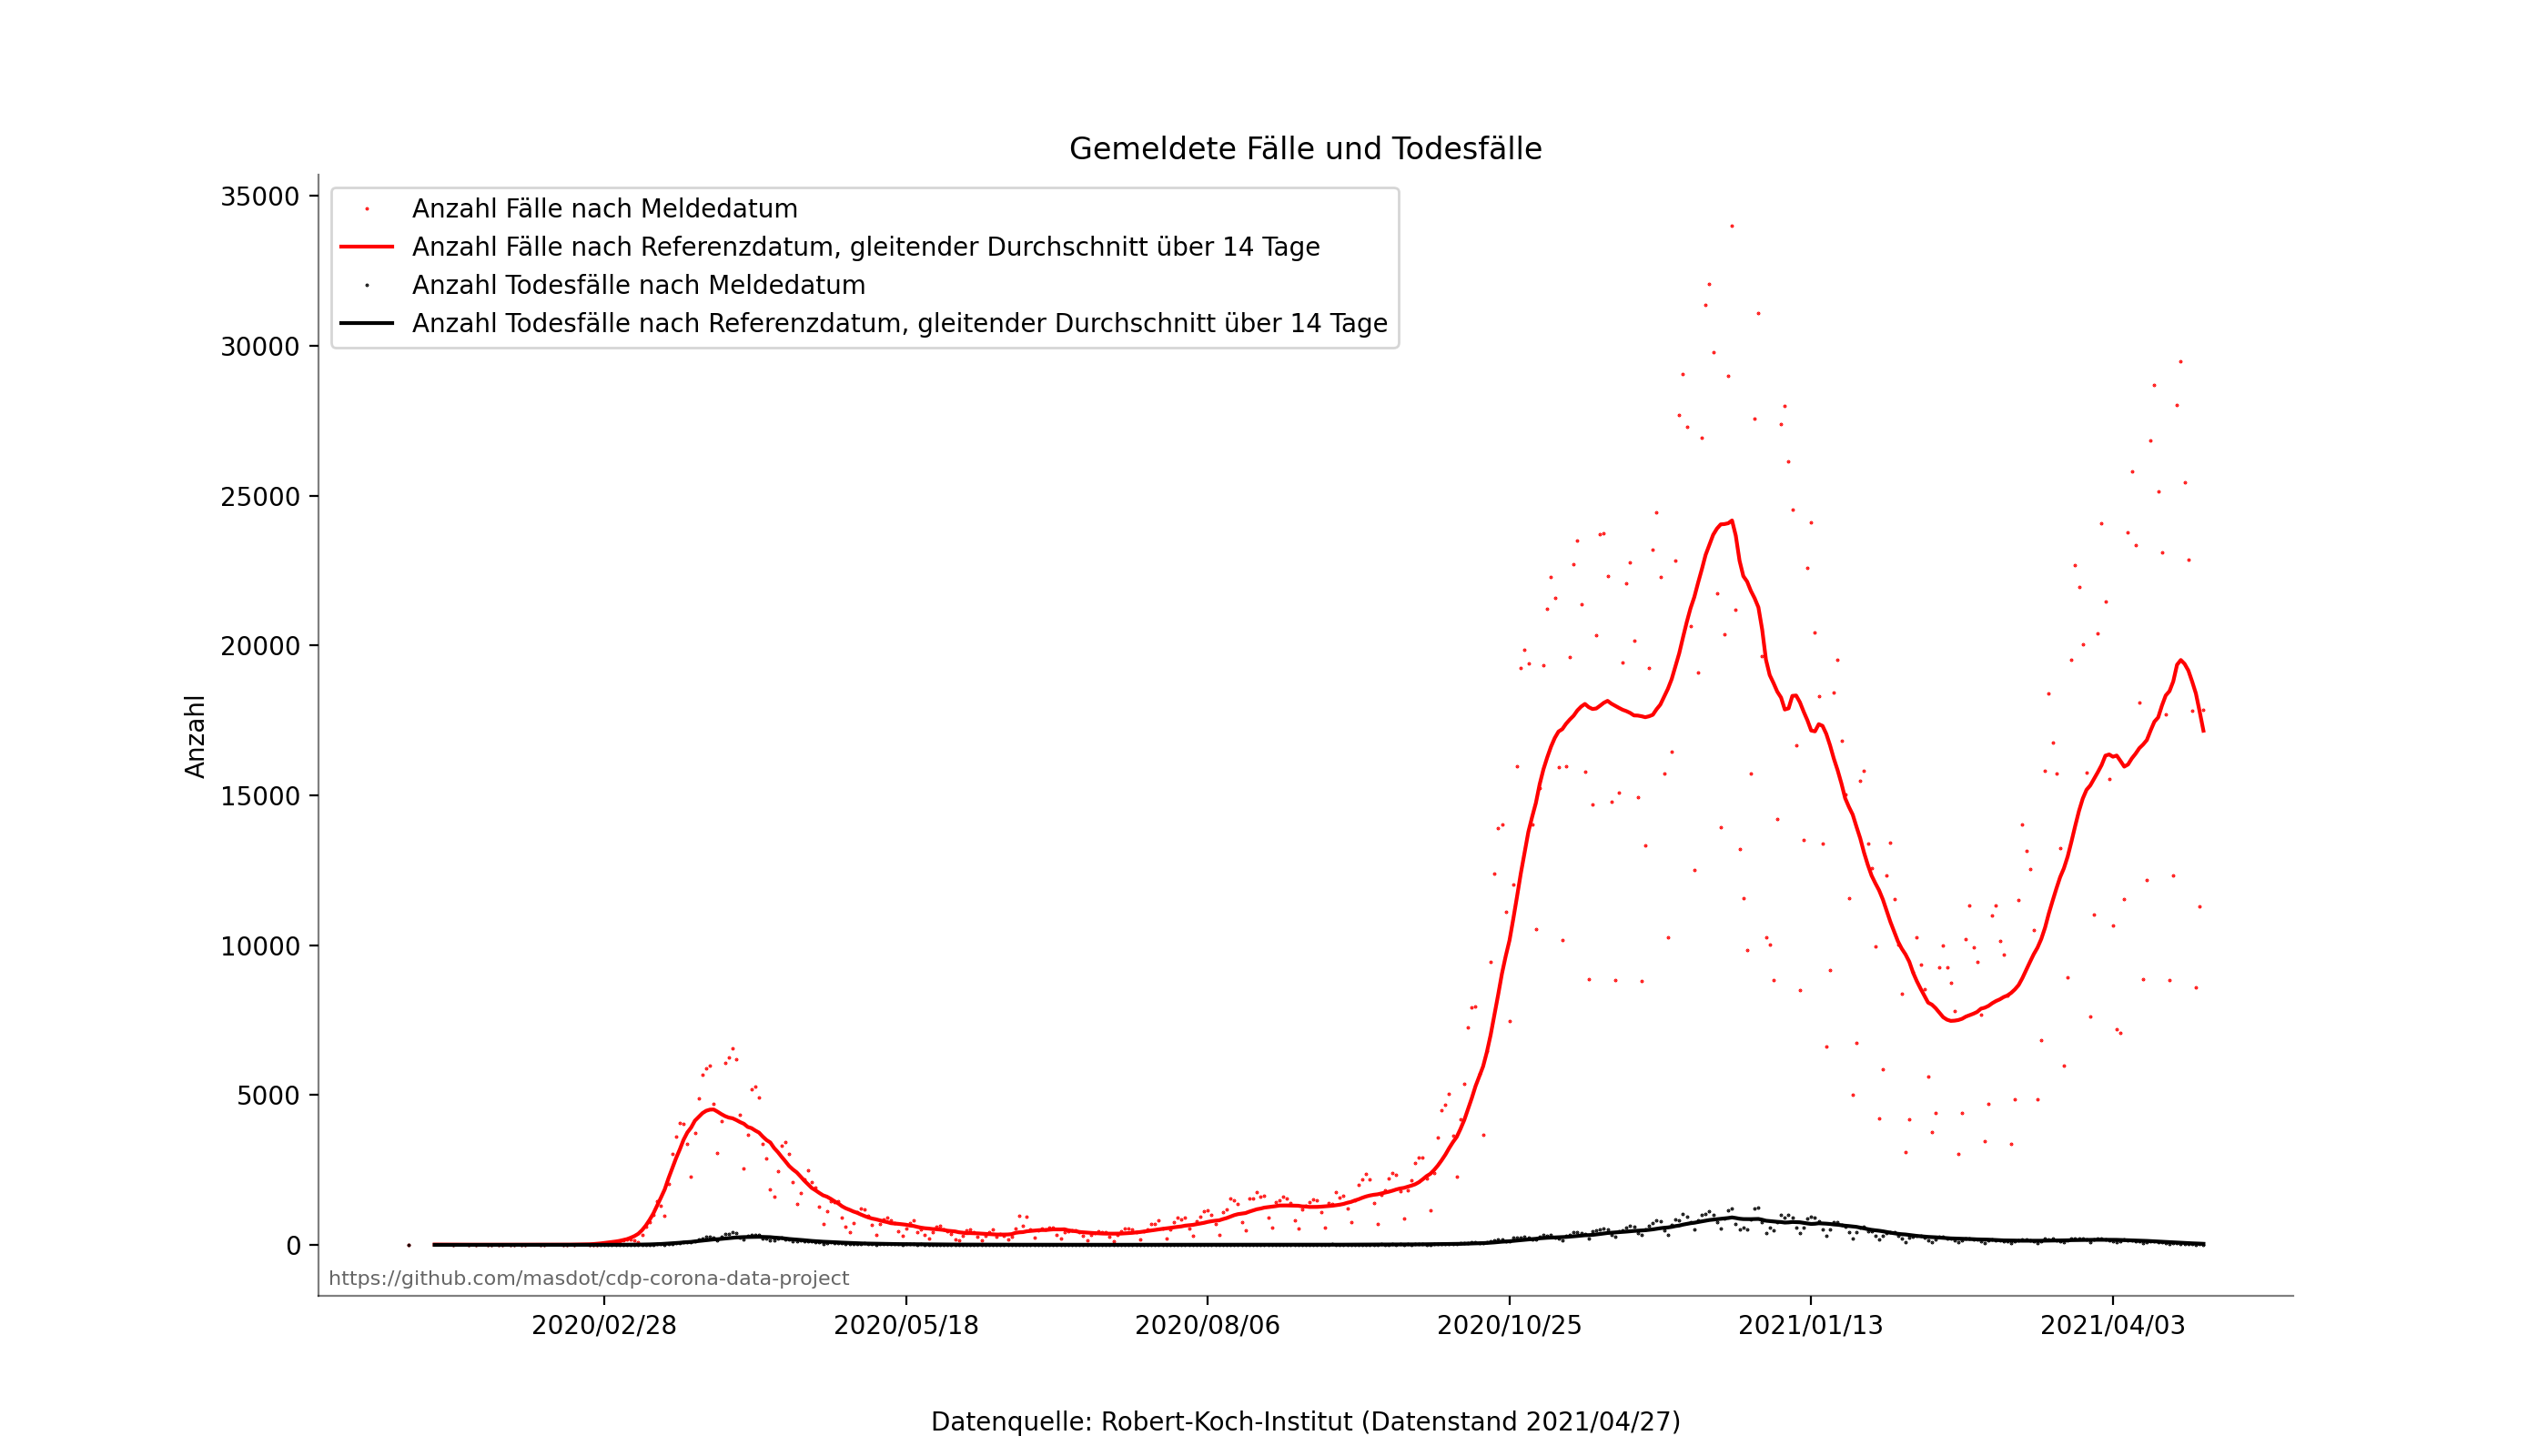 Gemeldete Fälle und Todesfälle
35000
30000
25000
20000
15000
10000
5000
0
Anzahl
Anzahl Fälle nach Meldedatum
Anzahl Fälle nach Referenzdatum, gleitender Durchschnitt über 14 Tage
Anzahl Todesfälle nach Meldedatum
Anzahl Todesfälle nach Referenzdatum, gleitender Durchschnitt über 14 Tage
https://github.com/masdot/cdp-corona-data-project
2020/02/28 2020/05/18 2020/08/06 2020/10/25 2021/01/13 2021/04/03
Datenquelle: Robert-Koch-Institut (Datenstand 2021/04/27)